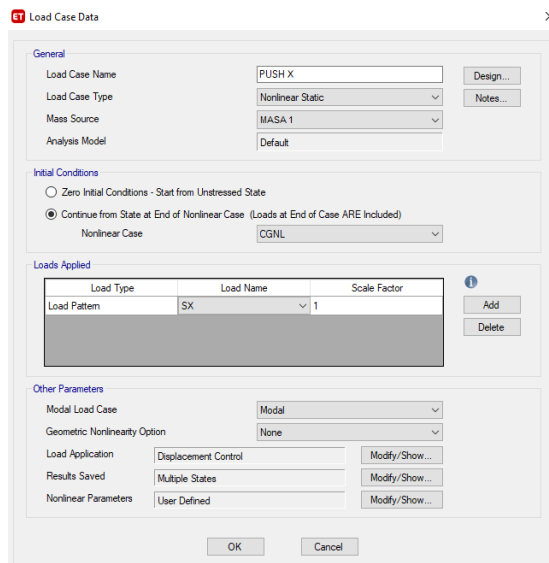 ET Load Case Data
General
Load Case Name PUSH X Design...
Load Case Type Nonlinear Static Notes...
Mass Source MASA 1
Analysis Model Default
Initial Conditions
Zero Initial Conditions - Start from Unstressed State
Continue from State at End of Nonlinear Case (Loads at End of Case ARE Included)
Nonlinear Case CGNL
Loads Applied
Load Type Load Name Scale Factor
Load Pattern SX 1 Add
Delete
Other Parameters
Modal Load Case Modal
Geometric Nonlinearity Option None
Load Application Displacement Control Modify/Show...
Results Saved Multiple States Modify/Show...
Nonlinear Parameters User Defined Modify/Show...
OK Cancel